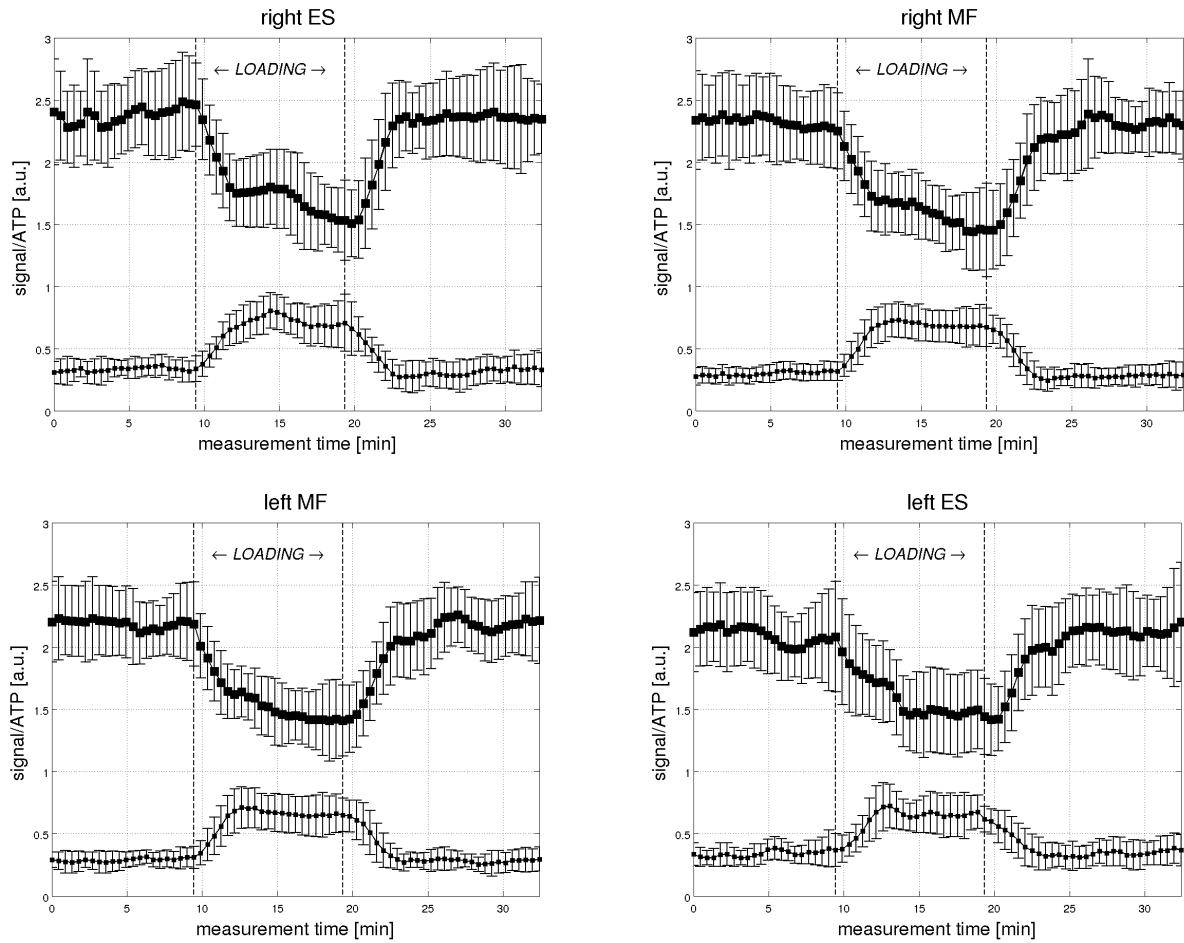 right ES
3
2.5
2
1.5
1
0.5
0
0 5 10 15 20 25 30
← LOADING →
signal/ATP [a.u.]
measurement time [min]
right MF
3
2.5
2
1.5
1
0.5
0
0 5 10 15 20 25 30
← LOADING →
signal/ATP [a.u.]
measurement time [min]
left MF
3
2.5
2
1.5
1
0.5
0
0 5 10 15 20 25 30
← LOADING →
signal/ATP [a.u.]
measurement time [min]
left ES
3
2.5
2
1.5
1
0.5
0
0 5 10 15 20 25 30
← LOADING →
signal/ATP [a.u.]
measurement time [min]